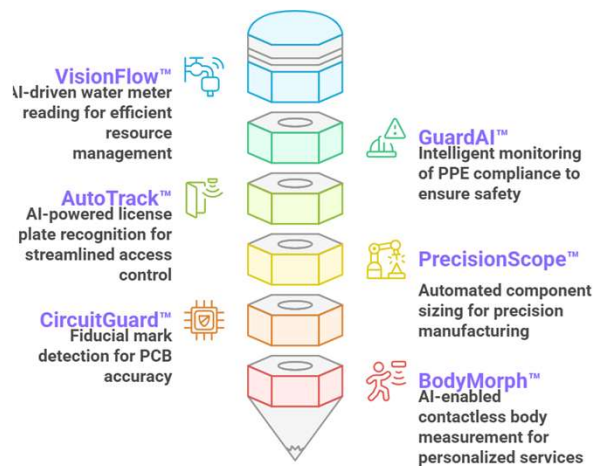 VisionFlow™
AI-driven water meter
reading for efficient
resource
management
GuardAI™
Intelligent monitoring
of PPE compliance to
ensure safety
AutoTrack™
AI-powered license
plate recognition for
streamlined access
control
PrecisionScope™
Automated component
sizing for precision
manufacturing
CircuitGuard™
Fiducial mark
detection for PCB
accuracy
BodyMorph™
AI-enabled
contactless body
measurement for
personalized services